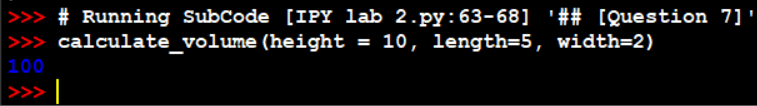 >>> # Running SubCode [IPY lab 2.py:63-68] '## [Question 7]'
>>> calculate_volume(height = 10, length=5, width=2)
100
>>>